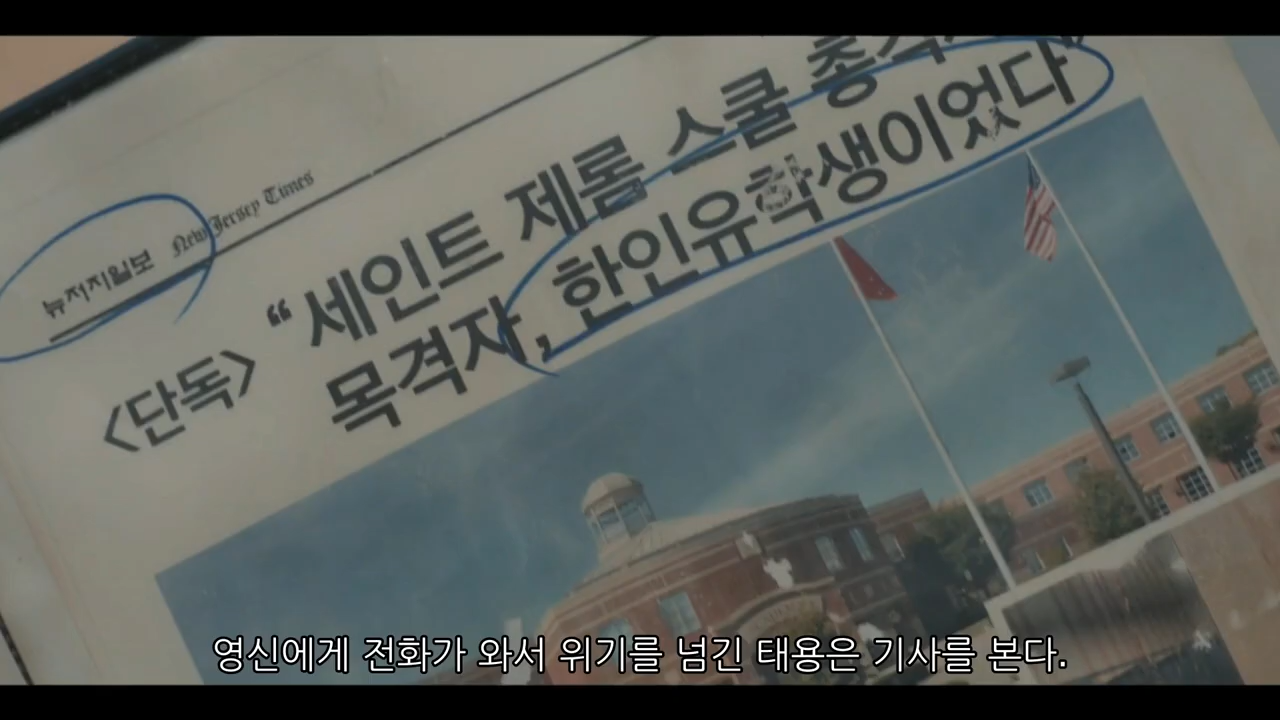 뉴저지일보 New Jersey Times
<단독> “세인트 제롬 스쿨 총격
목격자, 한인유학생이었다”
영신에게 전화가 와서 위기를 넘긴 태용은 기사를 본다.